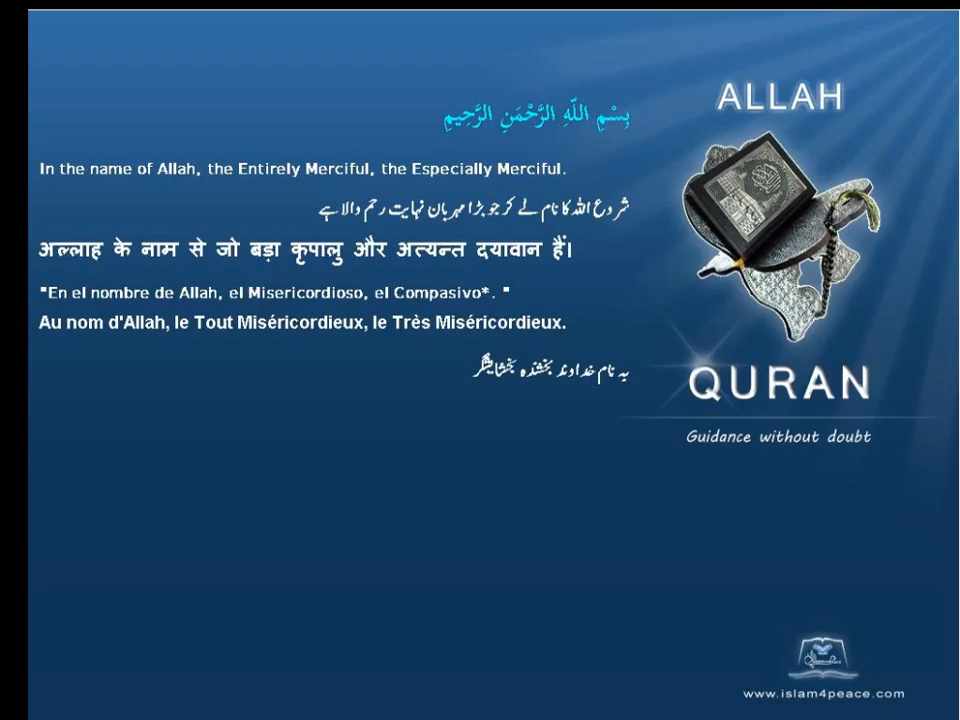 بِسْمِ اللَّهِ الرَّحْمَنِ الرَّحِيمِ
In the name of Allah, the Entirely Merciful, the Especially Merciful.
شروع اللہ کا نام لے کر جو بڑا مہربان نہایت رحم والا ہے
अल्लाह के नाम से जो बड़ा कृपालु और अत्यन्त दयावान हैं।
"En el nombre de Allah, el Misericordioso, el Compasivo*. "
Au nom d'Allah, le Tout Miséricordieux, le Très Miséricordieux.
به نام خداوند بخشنده بخشایشگر
ALLAH
QURAN
Guidance without doubt
www.islam4peace.com